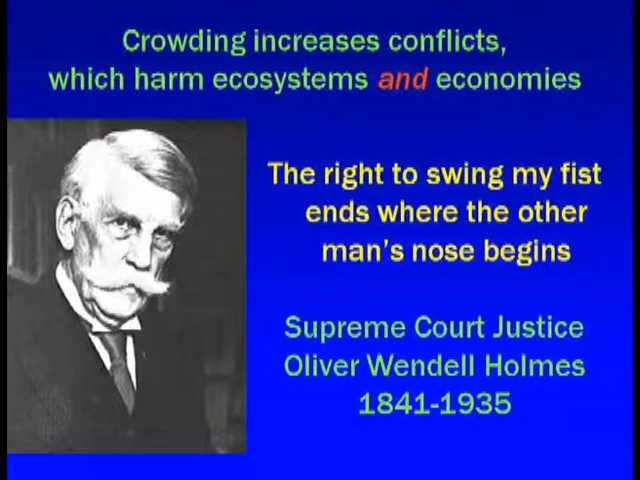 Crowding increases conflicts,
which harm ecosystems and economies
The right to swing my fist
ends where the other
man's nose begins
Supreme Court Justice
Oliver Wendell Holmes
1841-1935